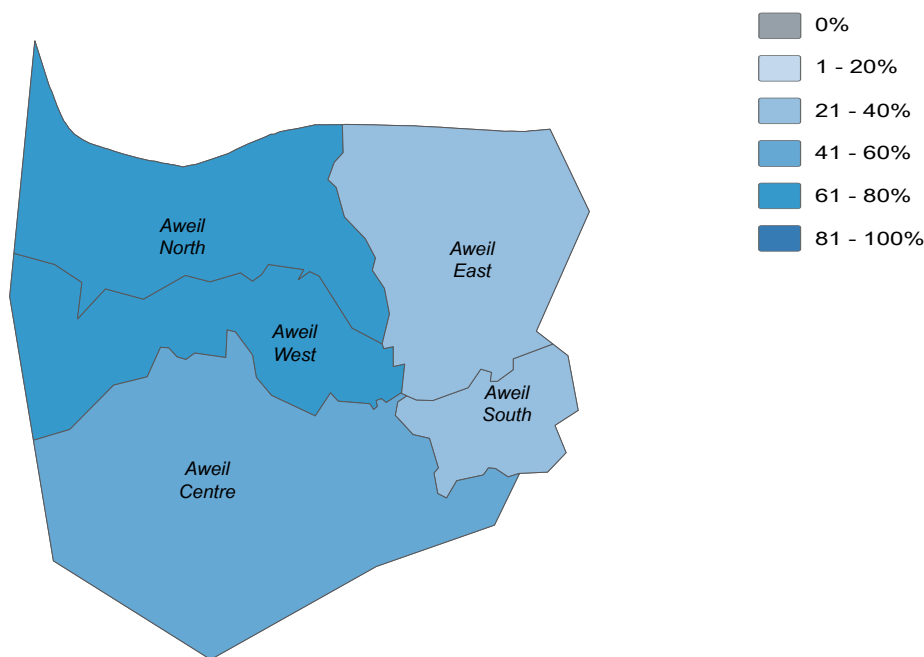 0%
1 - 20%
21 - 40%
41 - 60%
61 - 80%
81 - 100%
Aweil
North
Aweil
East
Aweil
West
Aweil
South
Aweil
Centre